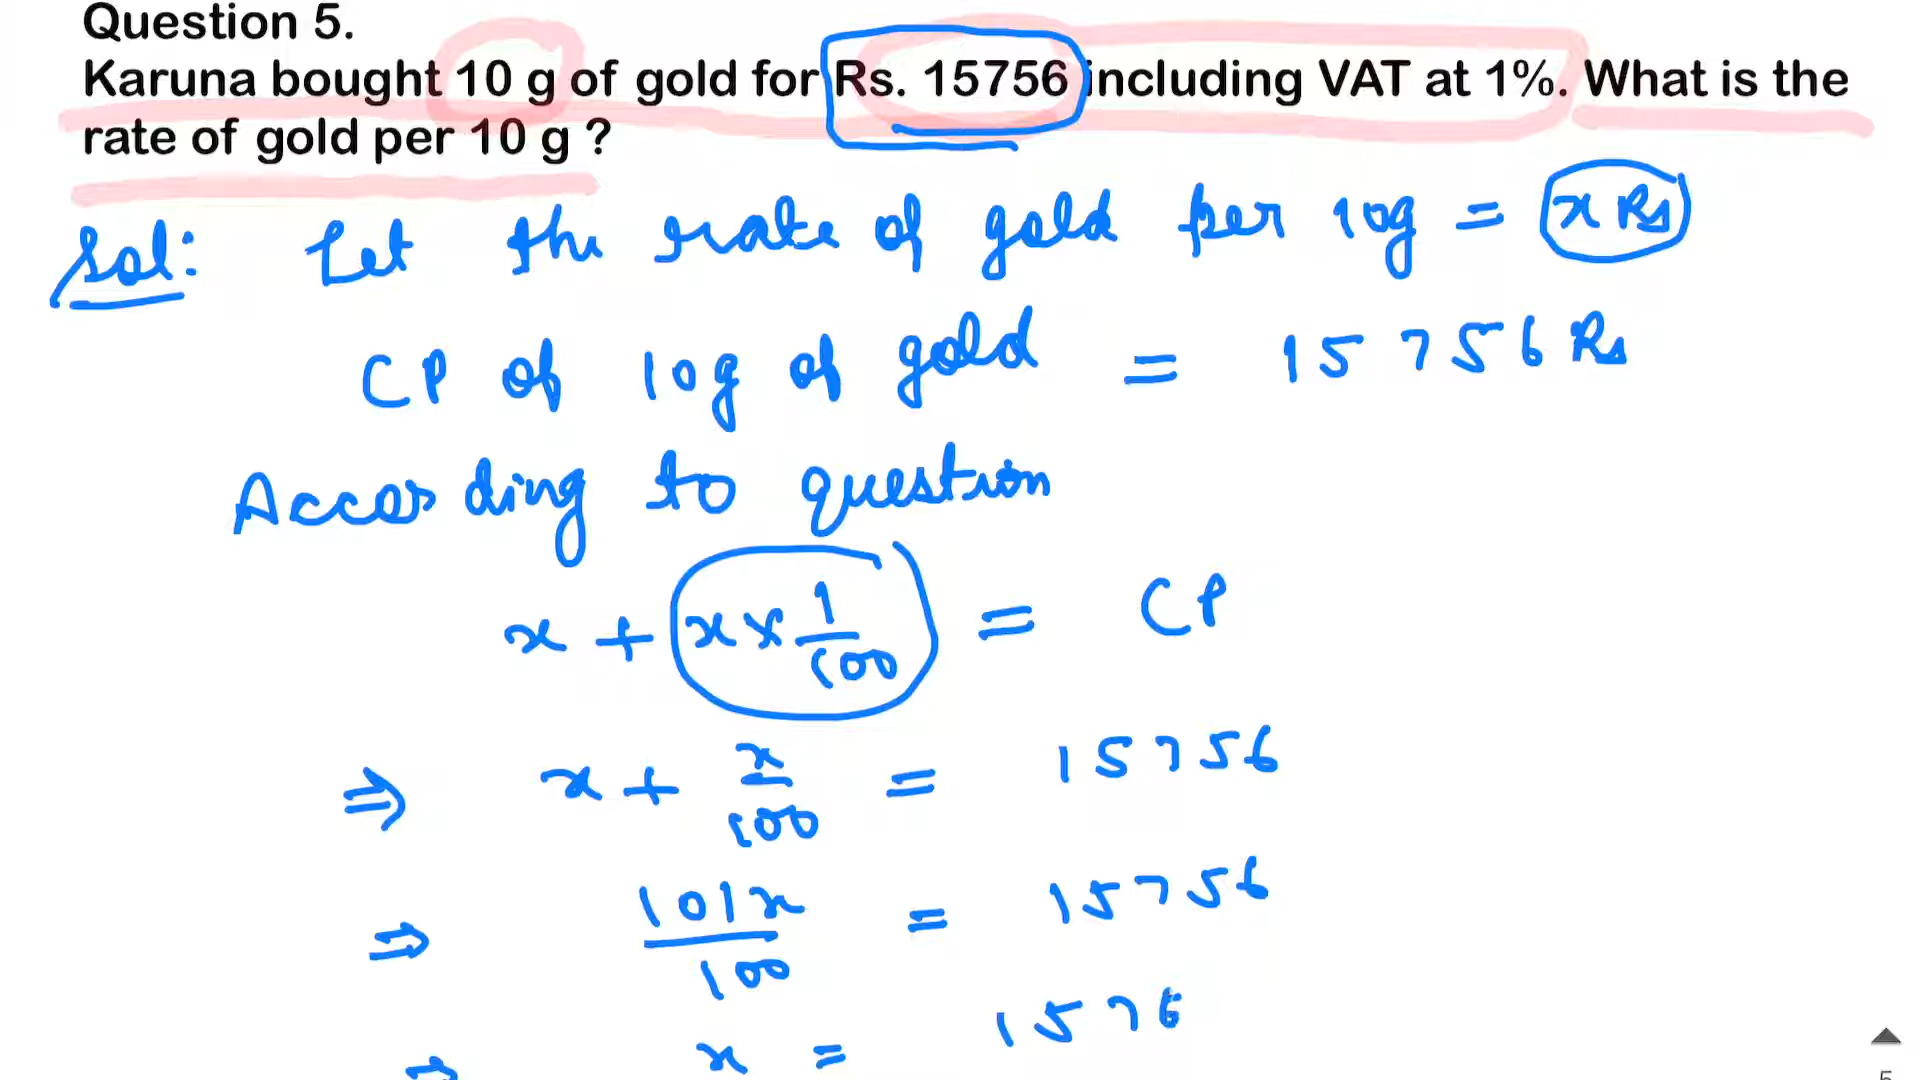 Question 5.
Karuna bought 10 g of gold for Rs. 15756 including VAT at 1%. What is the
rate of gold per 10 g ?
Sol: Let the rate of gold per 10g = x Rs
CP of 10g of gold = 15756 Rs
According to question
x + x × 1/100 = CP
⇒ x + x/100 = 15756
⇒ 101x/100 = 15756
⇒ x = 1576